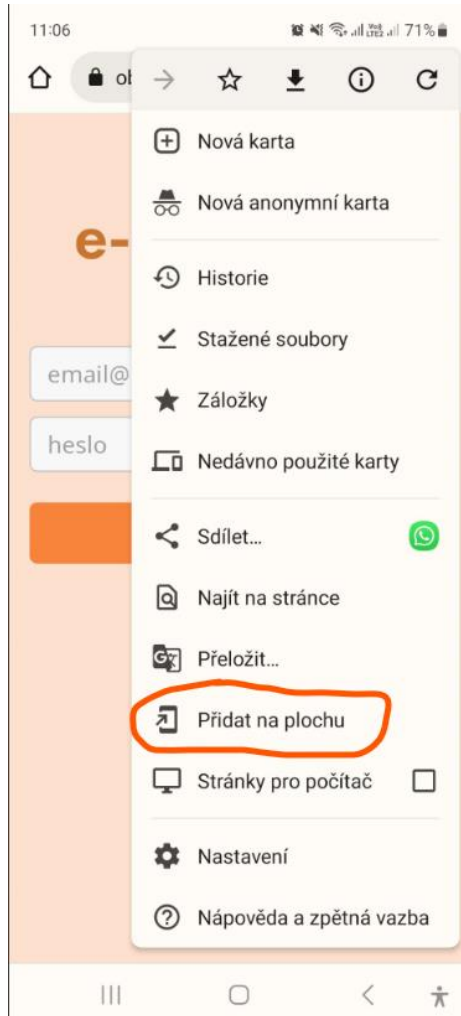 11:06 71%
Nová karta
Nová anonymní karta
e-
Historie
Stažené soubory
email@
Záložky
heslo
Nedávno použité karty
Sdílet...
Najít na stránce
Přeložit...
Přidat na plochu
Stránky pro počítač
Nastavení
Nápověda a zpětná vazba